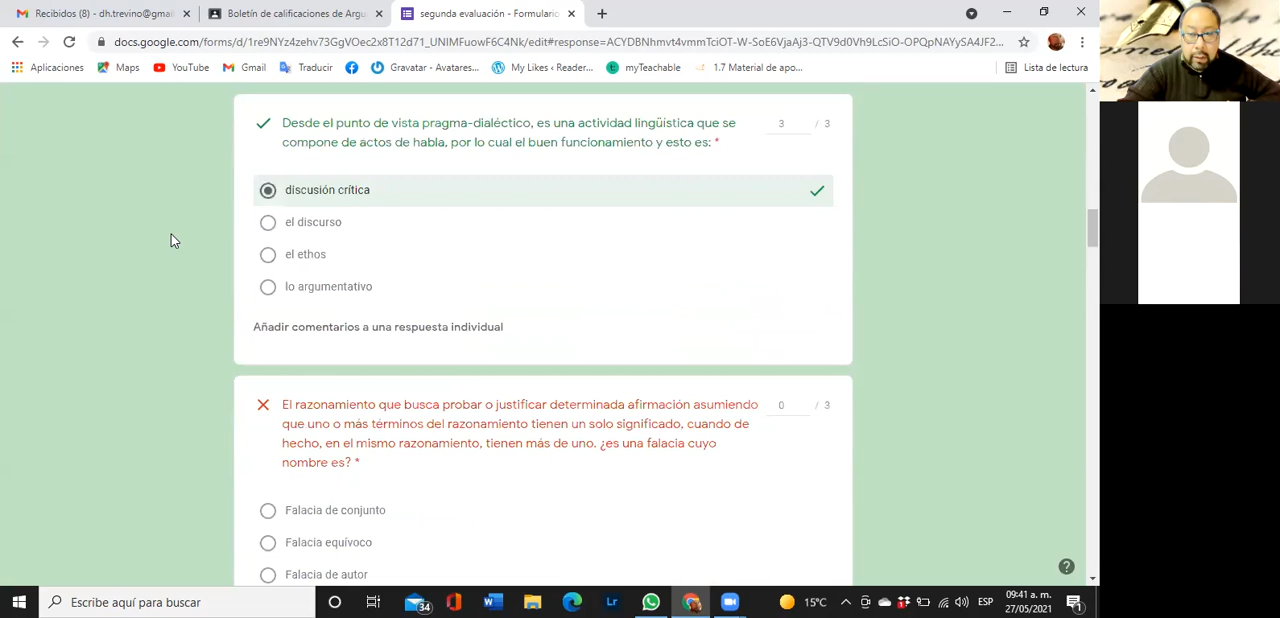 Recibidos (8) - dh.trevino@gmai
Boletín de calificaciones de Argu
segunda evaluación - Formulario
docs.google.com/forms/d/1re9NYz4zehv73GgVOec2x8T12d71_UNIMFuowF9C4Nk/edit#response=ACYDBNhmvt4vmmTciOT-W-SoE6VjaAj3-QTV9d0Vh9LcSiO-OPQpNAYySA4JF2...
Aplicaciones
Maps
YouTube
Gmail
Traducir
Gravatar - Avatares...
My Likes ‹ Reader...
myTeachable
1.7 Material de apo...
Lista de lectura
Desde el punto de vista pragma-dialéctico, es una actividad lingüística que se
compone de actos de habla, por lo cual el buen funcionamiento y esto es: *
3 / 3
discusión crítica
el discurso
el ethos
lo argumentativo
Añadir comentarios a una respuesta individual
El razonamiento que busca probar o justificar determinada afirmación asumiendo
que uno o más términos del razonamiento tienen un solo significado, cuando de
hecho, en el mismo razonamiento, tienen más de uno. ¿es una falacia cuyo
nombre es? *
0 / 3
Falacia de conjunto
Falacia equívoco
Falacia de autor
Escribe aquí para buscar
34
15°C
ESP
09:41 a. m.
27/05/2021
1